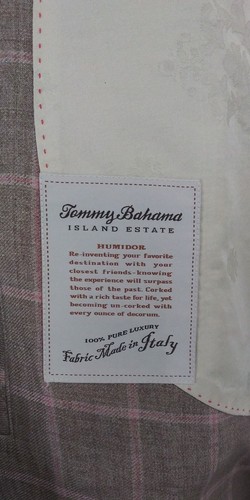 Tommy Bahama
ISLAND ESTATE
HUMIDOR
Re-inventing your favorite
destination with your
closest friends-knowing
the experience will surpass
those of the past. Corked
with a rich taste for life, yet
becoming un-corked with
every ounce of decorum.
100% PURE LUXURY
Fabric Made in Italy